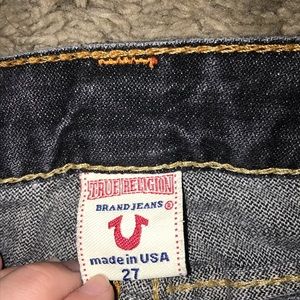 TRUE RELIGION
BRAND JEANS®
made in USA
27